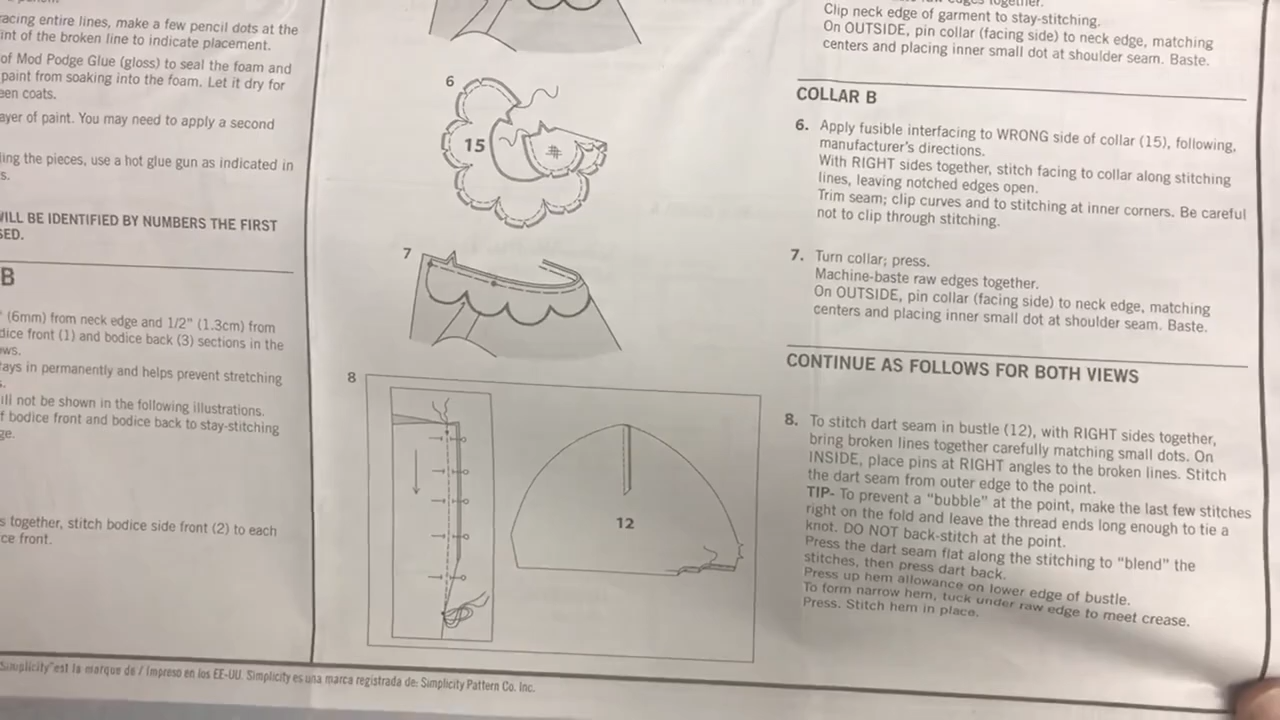 acing entire lines, make a few pencil dots at the
int of the broken line to indicate placement.
of Mod Podge Glue (gloss) to seal the foam and
paint from soaking into the foam. Let it dry for
een coats.
ayer of paint. You may need to apply a second
ling the pieces, use a hot glue gun as indicated in
s.
WILL BE IDENTIFIED BY NUMBERS THE FIRST
SED.
B
" (6mm) from neck edge and 1/2" (1.3cm) from
dice front (1) and bodice back (3) sections in the
ows.
tays in permanently and helps prevent stretching
s.
ill not be shown in the following illustrations.
f bodice front and bodice back to stay-stitching
ge.
s together, stitch bodice side front (2) to each
ce front.
6
15
#
7
8
12
edges together.
Clip neck edge of garment to stay-stitching.
On OUTSIDE, pin collar (facing side) to neck edge, matching
centers and placing inner small dot at shoulder seam. Baste.
COLLAR B
6. Apply fusible interfacing to WRONG side of collar (15), following,
manufacturer's directions.
With RIGHT sides together, stitch facing to collar along stitching
lines, leaving notched edges open.
Trim seam; clip curves and to stitching at inner corners. Be careful
not to clip through stitching.
7. Turn collar; press.
Machine-baste raw edges together.
On OUTSIDE, pin collar (facing side) to neck edge, matching
centers and placing inner small dot at shoulder seam. Baste.
CONTINUE AS FOLLOWS FOR BOTH VIEWS
8. To stitch dart seam in bustle (12), with RIGHT sides together,
bring broken lines together carefully matching small dots. On
INSIDE, place pins at RIGHT angles to the broken lines. Stitch
the dart seam from outer edge to the point.
TIP- To prevent a "bubble" at the point, make the last few stitches
right on the fold and leave the thread ends long enough to tie a
knot. DO NOT back-stitch at the point.
Press the dart seam flat along the stitching to "blend" the
stitches, then press dart back.
Press up hem allowance on lower edge of bustle.
To form narrow hem, tuck under raw edge to meet crease.
Press. Stitch hem in place.
Simplicity" est la marque de / Impreso en los EE-UU. Simplicity es una marca registrada de: Simplicity Pattern Co. Inc.